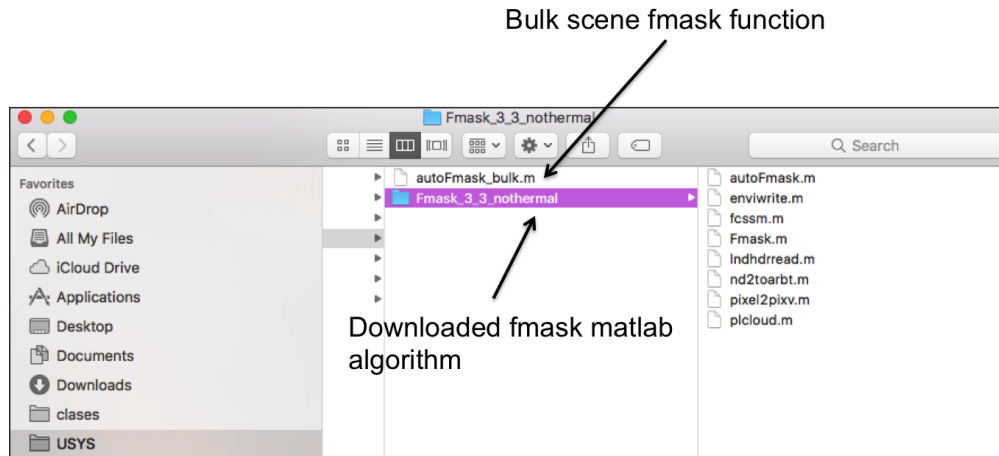 Bulk scene fmask function
Fmask_3_3_nothermal
Search
Favorites
AirDrop
All My Files
iCloud Drive
Applications
Desktop
Documents
Downloads
clases
USYS
autoFmask_bulk.m
Fmask_3_3_nothermal
autoFmask.m
enviwrite.m
fcssm.m
Fmask.m
lndhdrread.m
nd2toarbt.m
pixel2pixv.m
plcloud.m
Downloaded fmask matlab
algorithm